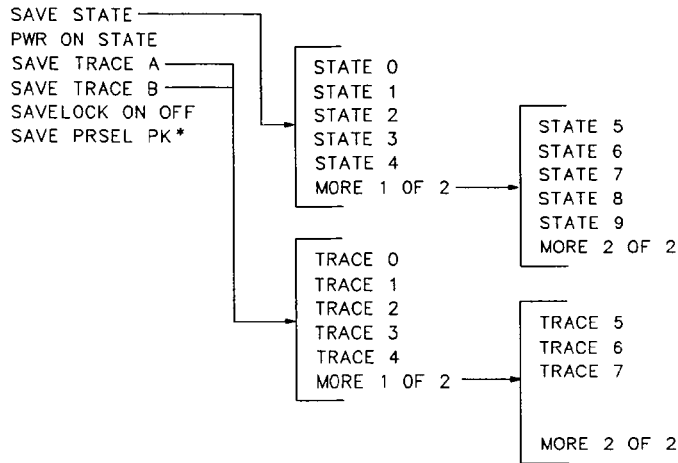 SAVE STATE
PWR ON STATE
SAVE TRACE A
SAVE TRACE B
SAVELOCK ON OFF
SAVE PRSEL PK*
STATE 0
STATE 1
STATE 2
STATE 3
STATE 4
MORE 1 OF 2
STATE 5
STATE 6
STATE 7
STATE 8
STATE 9
MORE 2 OF 2
TRACE 0
TRACE 1
TRACE 2
TRACE 3
TRACE 4
MORE 1 OF 2
TRACE 5
TRACE 6
TRACE 7
MORE 2 OF 2